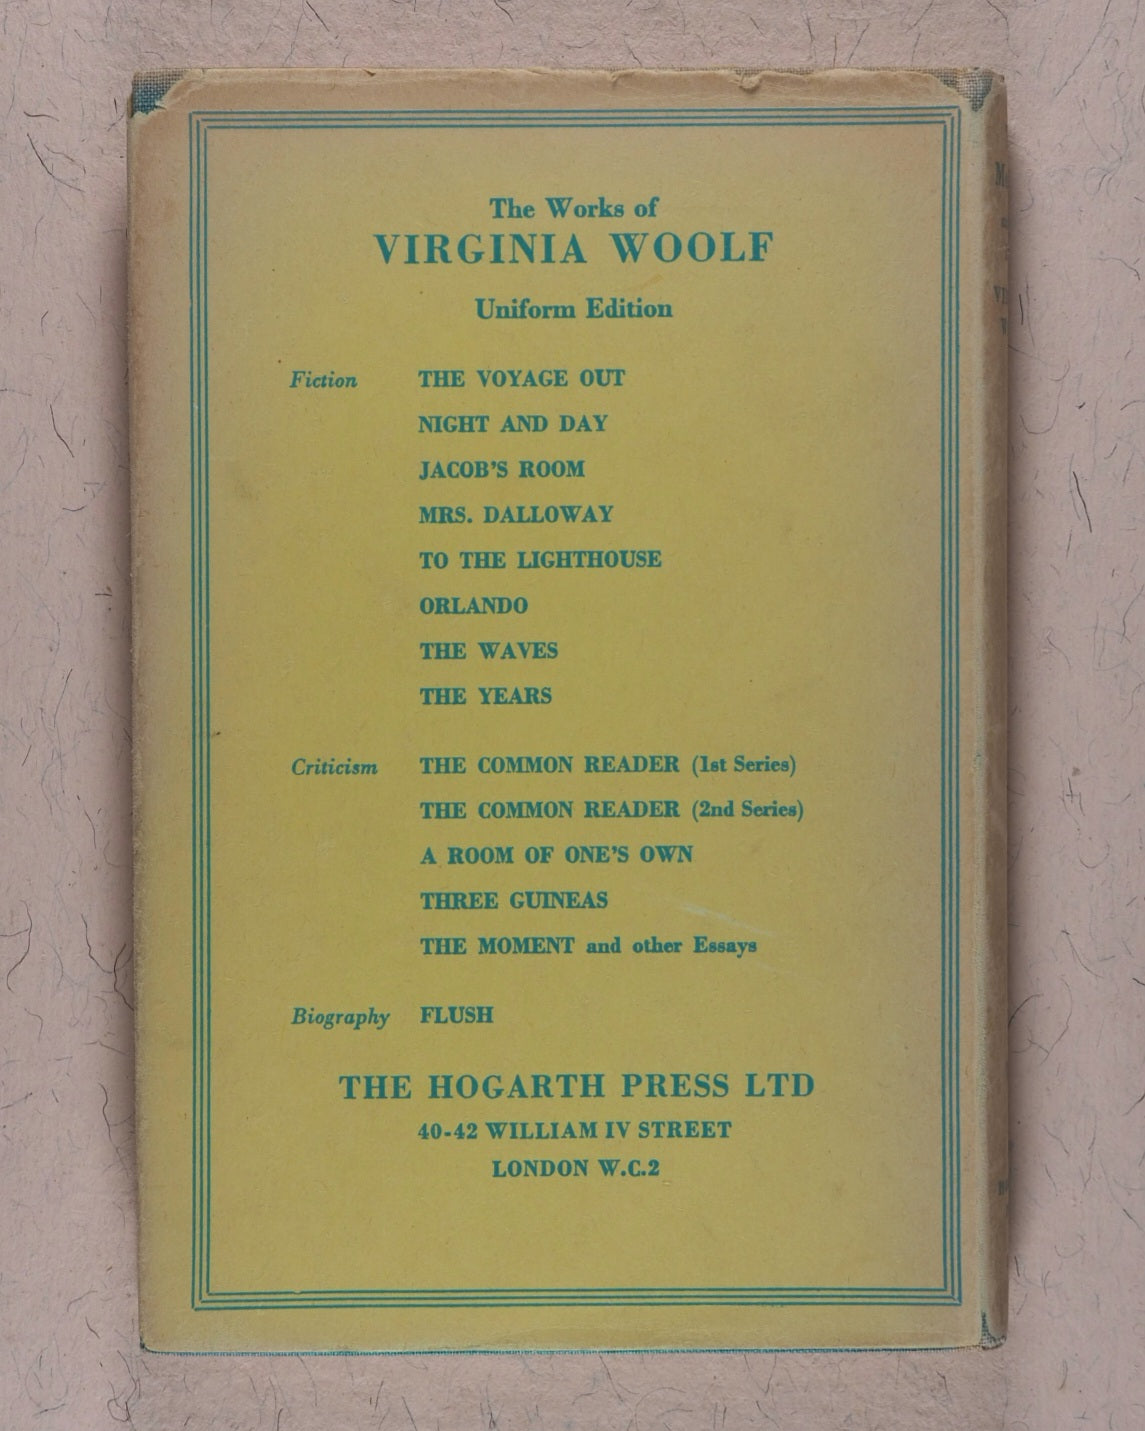 The Works of
VIRGINIA WOOLF
Uniform Edition
Fiction THE VOYAGE OUT
NIGHT AND DAY
JACOB'S ROOM
MRS. DALLOWAY
TO THE LIGHTHOUSE
ORLANDO
THE WAVES
THE YEARS
Criticism THE COMMON READER (1st Series)
THE COMMON READER (2nd Series)
A ROOM OF ONE'S OWN
THREE GUINEAS
THE MOMENT and other Essays
Biography FLUSH
THE HOGARTH PRESS LTD
40-42 WILLIAM IV STREET
LONDON W.C.2